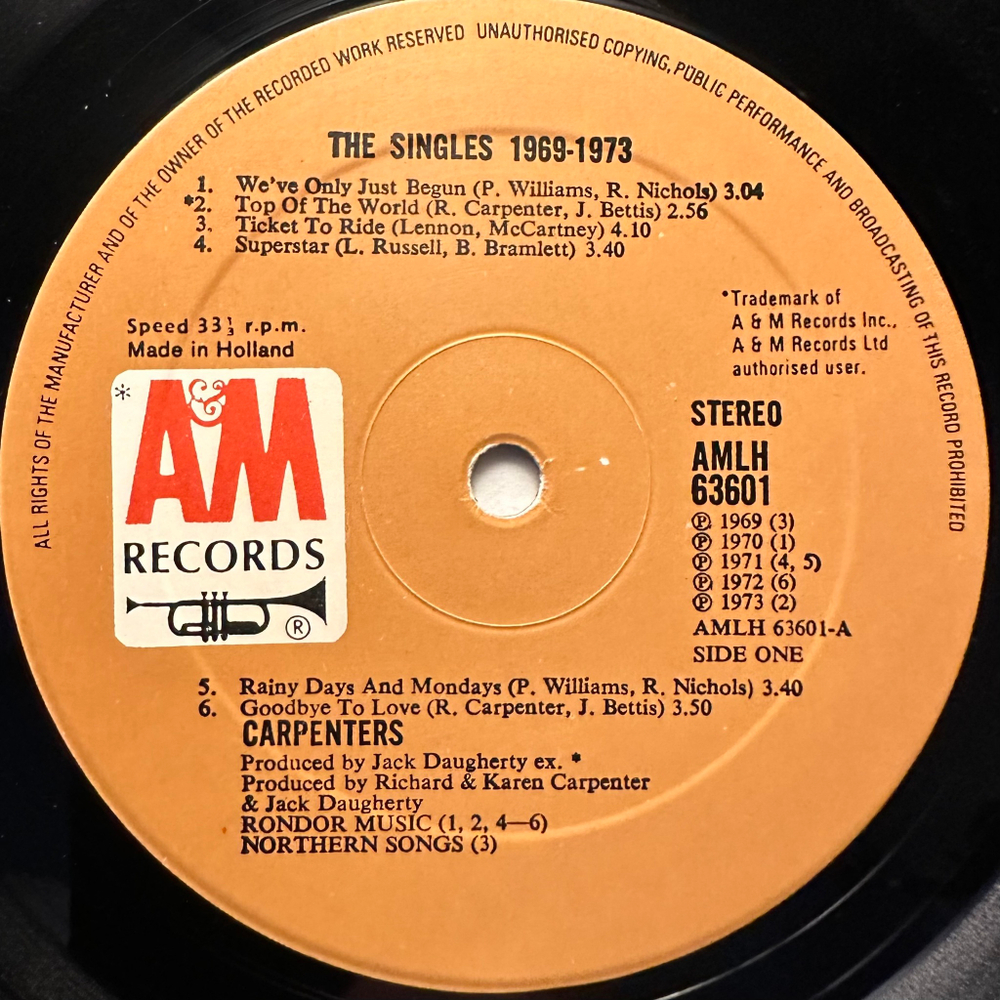 ALL RIGHTS OF THE MANUFACTURER AND OF THE OWNER OF THE RECORDED WORK RESERVED UNAUTHORISED COPYING, PUBLIC PERFORMANCE AND BROADCASTING OF THIS RECORD PROHIBITED
THE SINGLES 1969-1973
1. We've Only Just Begun (P. Williams, R. Nichols) 3.04
*2. Top Of The World (R. Carpenter, J. Bettis) 2.56
3. Ticket To Ride (Lennon, McCartney) 4.10
4. Superstar (L. Russell, B. Bramlett) 3.40
Speed 33⅓ r.p.m.
Made in Holland
* A&M
RECORDS
®
*Trademark of
A & M Records Inc.,
A & M Records Ltd
authorised user.
STEREO
AMLH
63601
℗ 1969 (3)
℗ 1970 (1)
℗ 1971 (4, 5)
℗ 1972 (6)
℗ 1973 (2)
AMLH 63601-A
SIDE ONE
5. Rainy Days And Mondays (P. Williams, R. Nichols) 3.40
6. Goodbye To Love (R. Carpenter, J. Bettis) 3.50
CARPENTERS
Produced by Jack Daugherty ex. *
Produced by Richard & Karen Carpenter
& Jack Daugherty
RONDOR MUSIC (1, 2, 4—6)
NORTHERN SONGS (3)